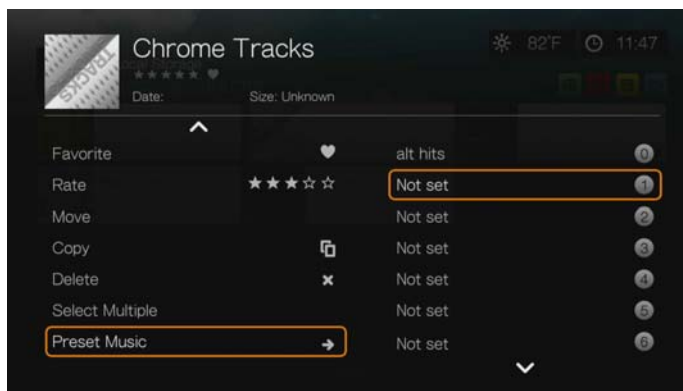 Chrome Tracks
82°F
11:47
TRACKS
Date:
Size: Unknown
Favorite
Rate
Move
Copy
Delete
Select Multiple
Preset Music
alt hits 0
Not set 1
Not set 2
Not set 3
Not set 4
Not set 5
Not set 6